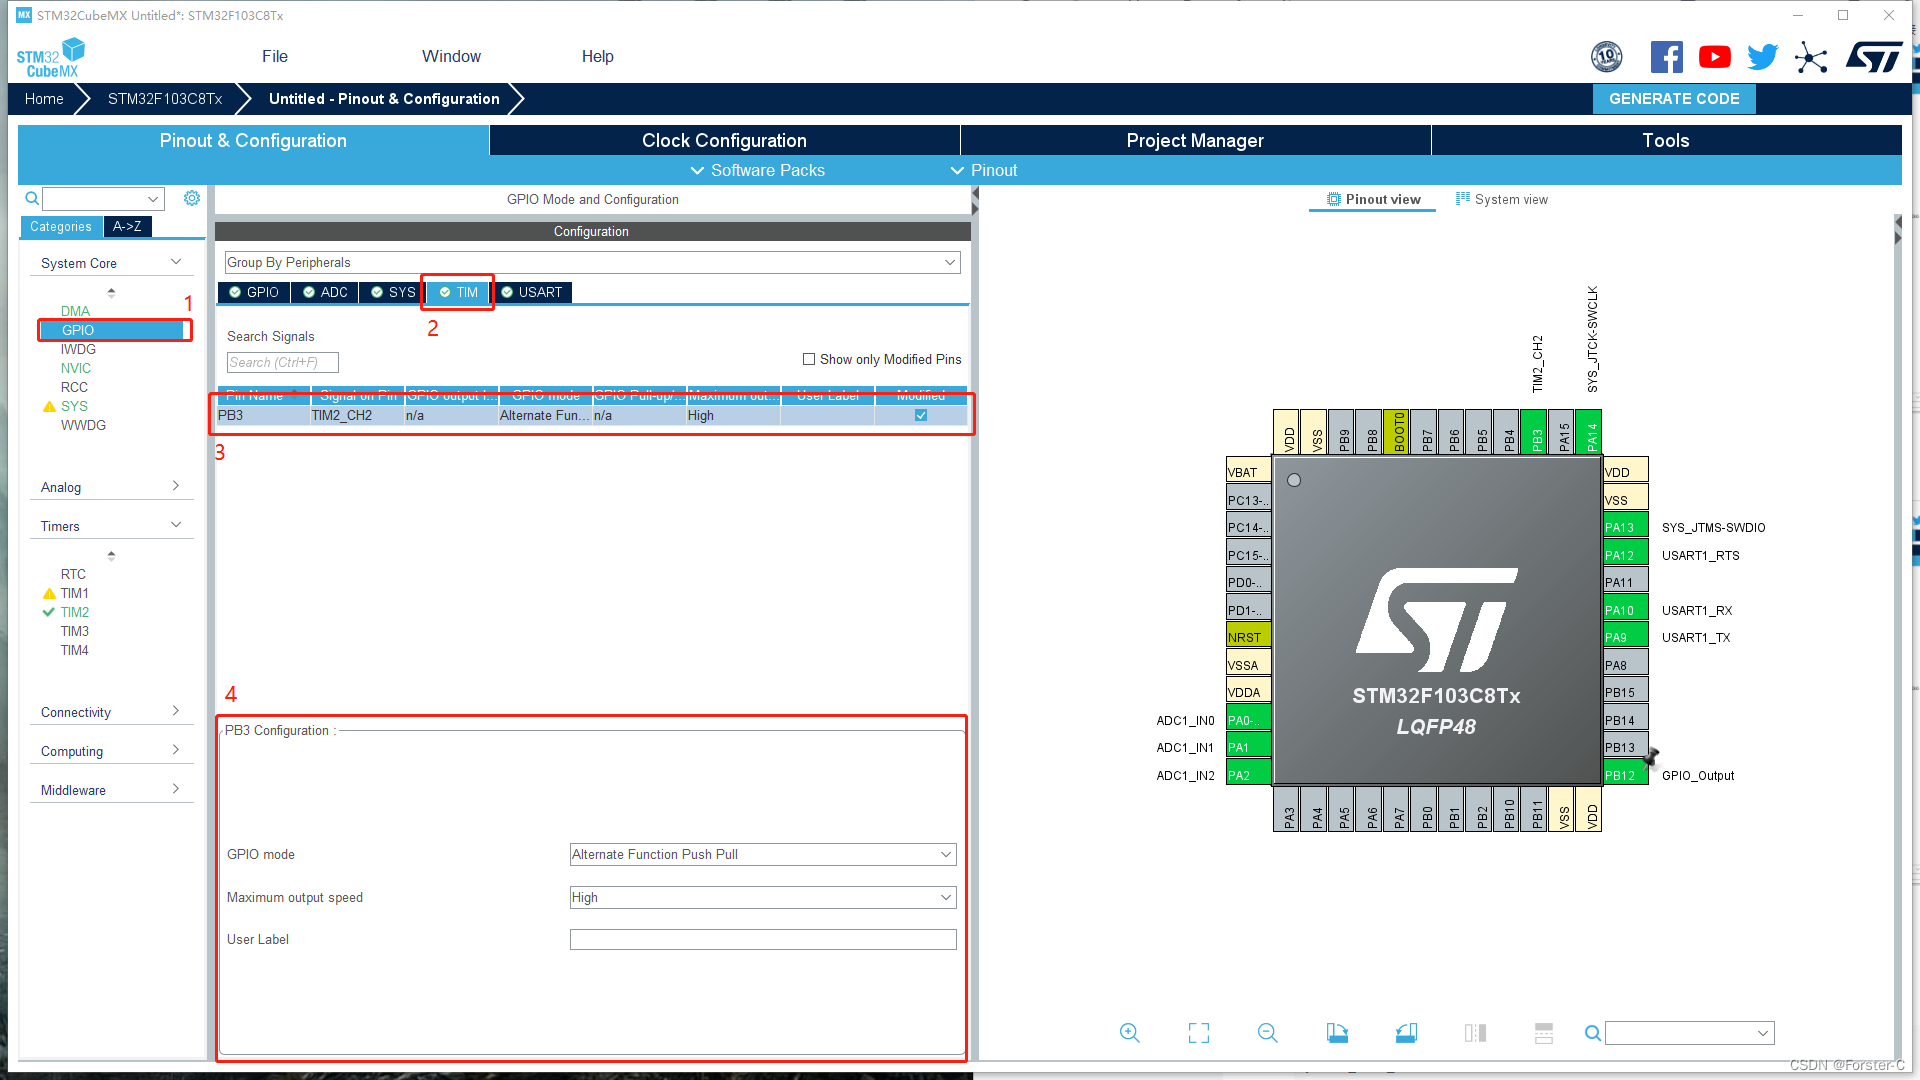 MX STM32CubeMX Untitled*: STM32F103C8Tx
STM32 CubeMX
File Window Help
10
Home STM32F103C8Tx Untitled - Pinout & Configuration GENERATE CODE
Pinout & Configuration Clock Configuration Project Manager Tools
Software Packs Pinout
GPIO Mode and Configuration
Pinout view System view
Categories A->Z
Configuration
Group By Peripherals
GPIO ADC SYS TIM USART
System Core
1
2
DMA
GPIO
IWDG
NVIC
RCC
SYS
WWDG
Analog
Timers
RTC
TIM1
TIM2
TIM3
TIM4
Connectivity
Computing
Middleware
Search Signals
Search (Ctrl+F)
Show only Modified Pins
Pin Name Signal on Pin GPIO output l... GPIO mode GPIO Pull-up/... Maximum out... User Label Modified
PB3 TIM2_CH2 n/a Alternate Fun... n/a High
3
4
PB3 Configuration :
GPIO mode Alternate Function Push Pull
Maximum output speed High
User Label
TIM2_CH2 SYS_JTCK-SWCLK
VDD VSS PB9 PB8 BOOT0 PB7 PB6 PB5 PB4 PB3 PA15 PA14
VBAT VDD
PC13-.. VSS
PC14-.. PA13 SYS_JTMS-SWDIO
PC15-.. PA12 USART1_RTS
PD0-.. PA11
PD1-.. PA10 USART1_RX
NRST PA9 USART1_TX
VSSA PA8
VDDA PB15
ADC1_IN0 PA0-.. PB14
ADC1_IN1 PA1 PB13
ADC1_IN2 PA2 PB12 GPIO_Output
STM32F103C8Tx
LQFP48
PA3 PA4 PA5 PA6 PA7 PB0 PB1 PB2 PB10 PB11 VSS VDD
CSDN @Forster-C